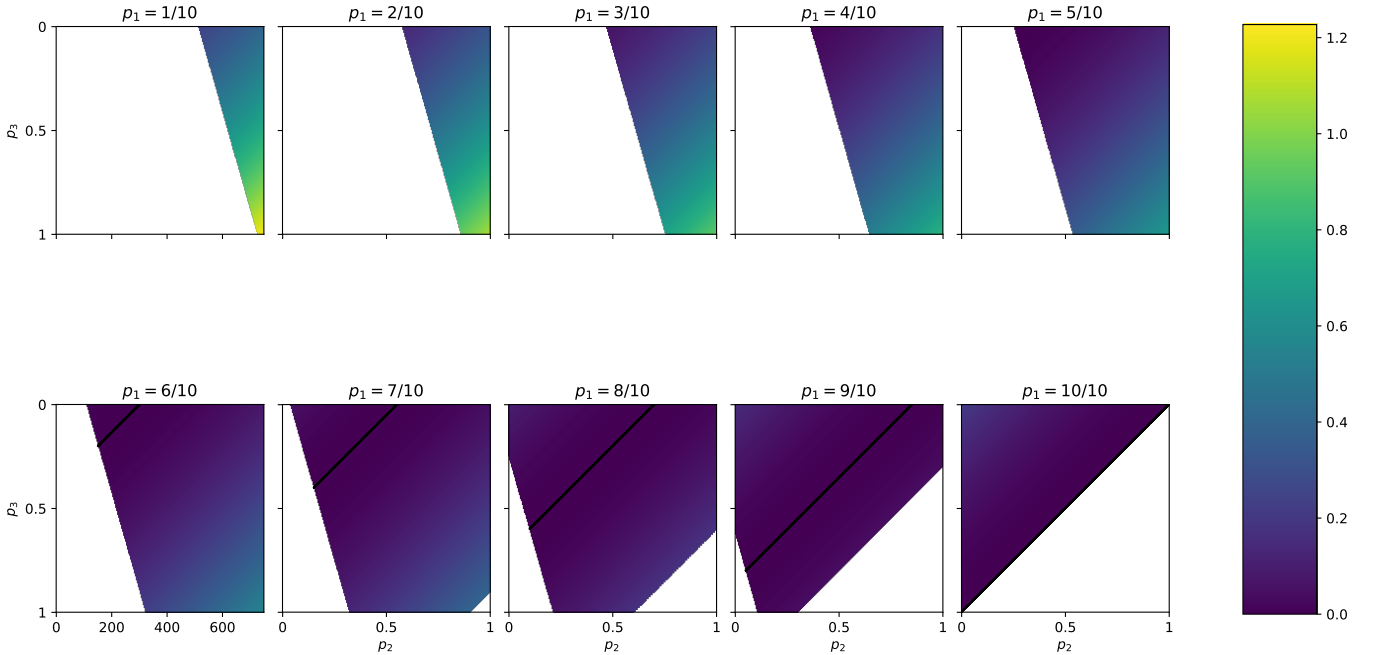 p₁ = 1/10 p₁ = 2/10 p₁ = 3/10 p₁ = 4/10 p₁ = 5/10
0
0.5
1
p₃
1.2
1.0
0.8
0.6
0.4
0.2
0.0
p₁ = 6/10 p₁ = 7/10 p₁ = 8/10 p₁ = 9/10 p₁ = 10/10
0
0.5
1
p₃
0 200 400 600 0 0.5 1 0 0.5 1 0 0.5 1 0 0.5 1
p₂ p₂ p₂ p₂